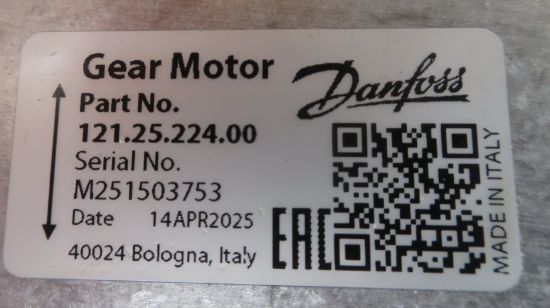 Gear Motor
Danfoss
Part No.
121.25.224.00
Serial No.
M251503753
Date 14APR2025
40024 Bologna, Italy
EAC
MADE IN ITALY